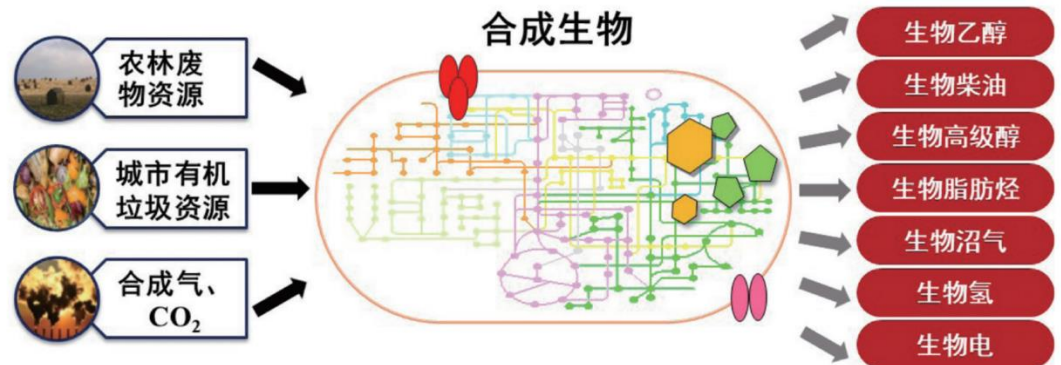 合成生物
农林废
物资源
城市有机
垃圾资源
合成气、
CO₂
生物乙醇
生物柴油
生物高级醇
生物脂肪烃
生物沼气
生物氢
生物电